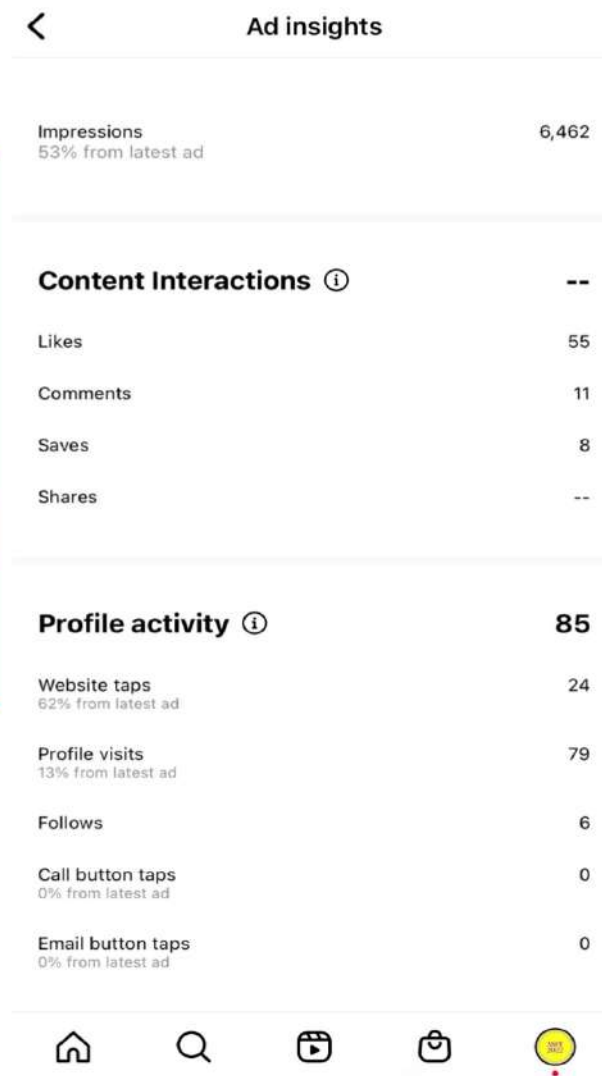 Ad insights
Impressions 6,462
53% from latest ad
Content Interactions --
Likes 55
Comments 11
Saves 8
Shares --
Profile activity 85
Website taps 24
62% from latest ad
Profile visits 79
13% from latest ad
Follows 6
Call button taps 0
0% from latest ad
Email button taps 0
0% from latest ad